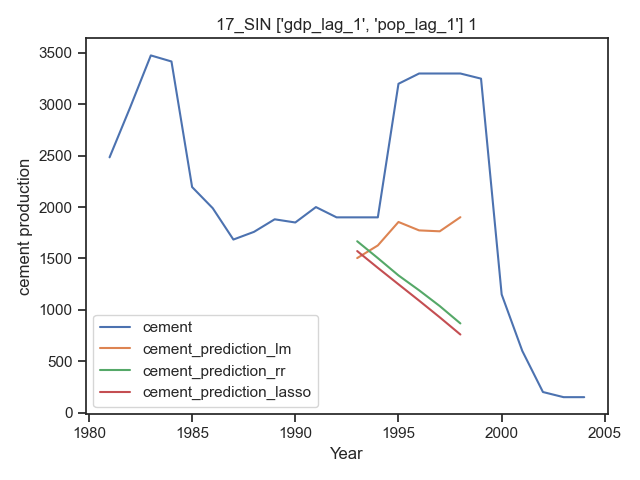 17_SIN ['gdp_lag_1', 'pop_lag_1'] 1
3500
3000
2500
2000
1500
1000
500
0
cement production
cement
cement_prediction_lm
cement_prediction_rr
cement_prediction_lasso
1980 1985 1990 1995 2000 2005
Year